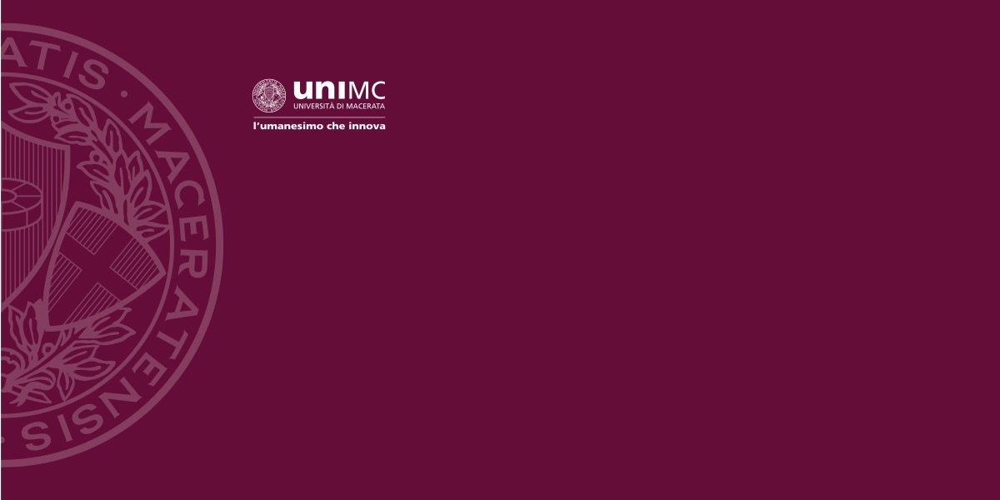 ATIS · MACERATENSIS ·
uniMC
UNIVERSITÀ DI MACERATA
l'umanesimo che innova